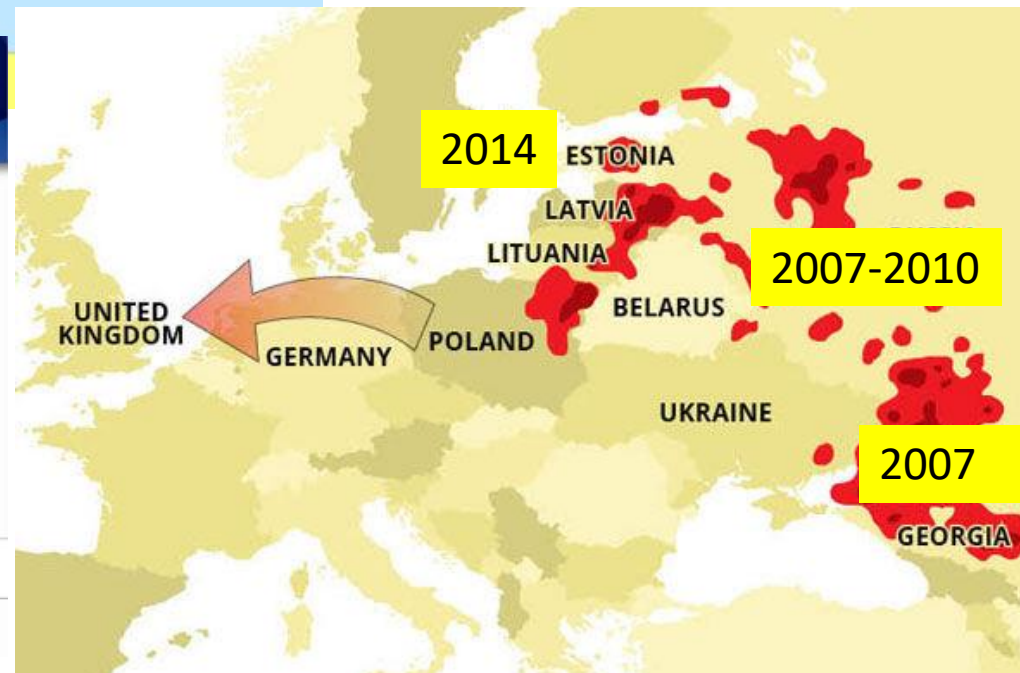 2014
ESTONIA
LATVIA
LITUANIA
2007-2010
BELARUS
UNITED
KINGDOM
GERMANY
POLAND
UKRAINE
2007
GEORGIA